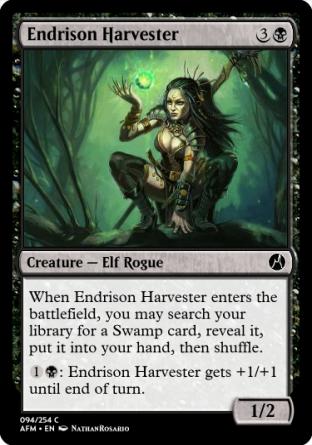 Endrison Harvester 3
Creature — Elf Rogue
When Endrison Harvester enters the
battlefield, you may search your
library for a Swamp card, reveal it,
put it into your hand, then shuffle.
1 : Endrison Harvester gets +1/+1
until end of turn.
1/2
094/254 C
AFM • EN NathanRosario